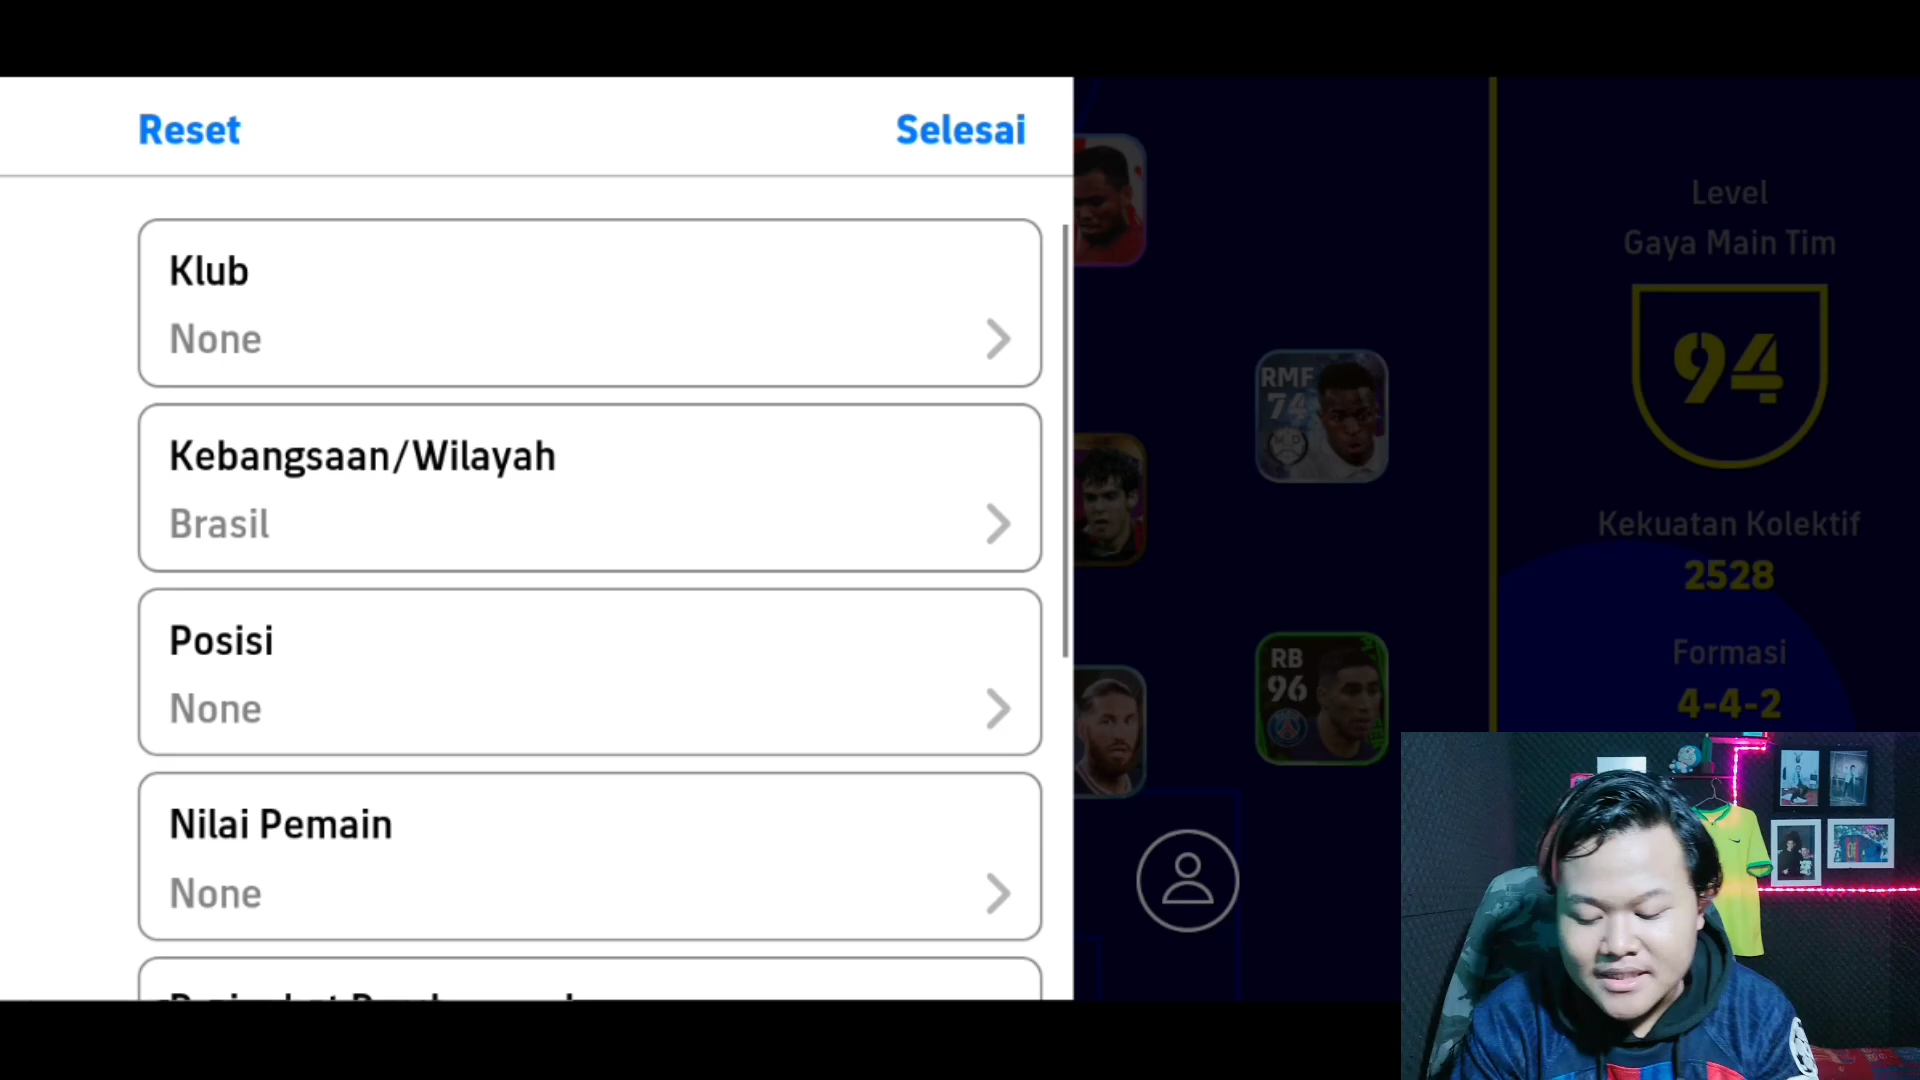 Reset
Selesai
Klub
None
Kebangsaan/Wilayah
Brasil
Posisi
None
Nilai Pemain
None
RMF
74
RB
96
Level
Gaya Main Tim
94
Kekuatan Kolektif
2528
Formasi
4-4-2